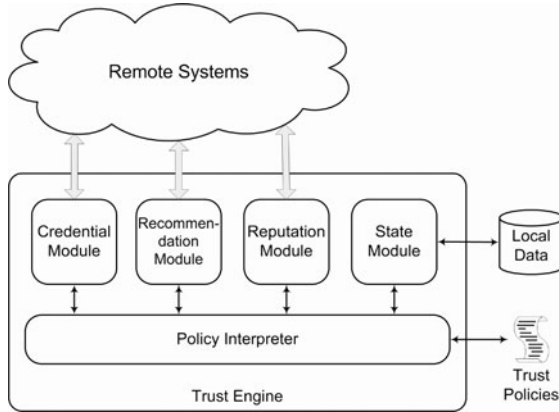 Remote Systems
Credential
Module
Recommen-
dation
Module
Reputation
Module
State
Module
Local
Data
Policy Interpreter
Trust
Policies
Trust Engine